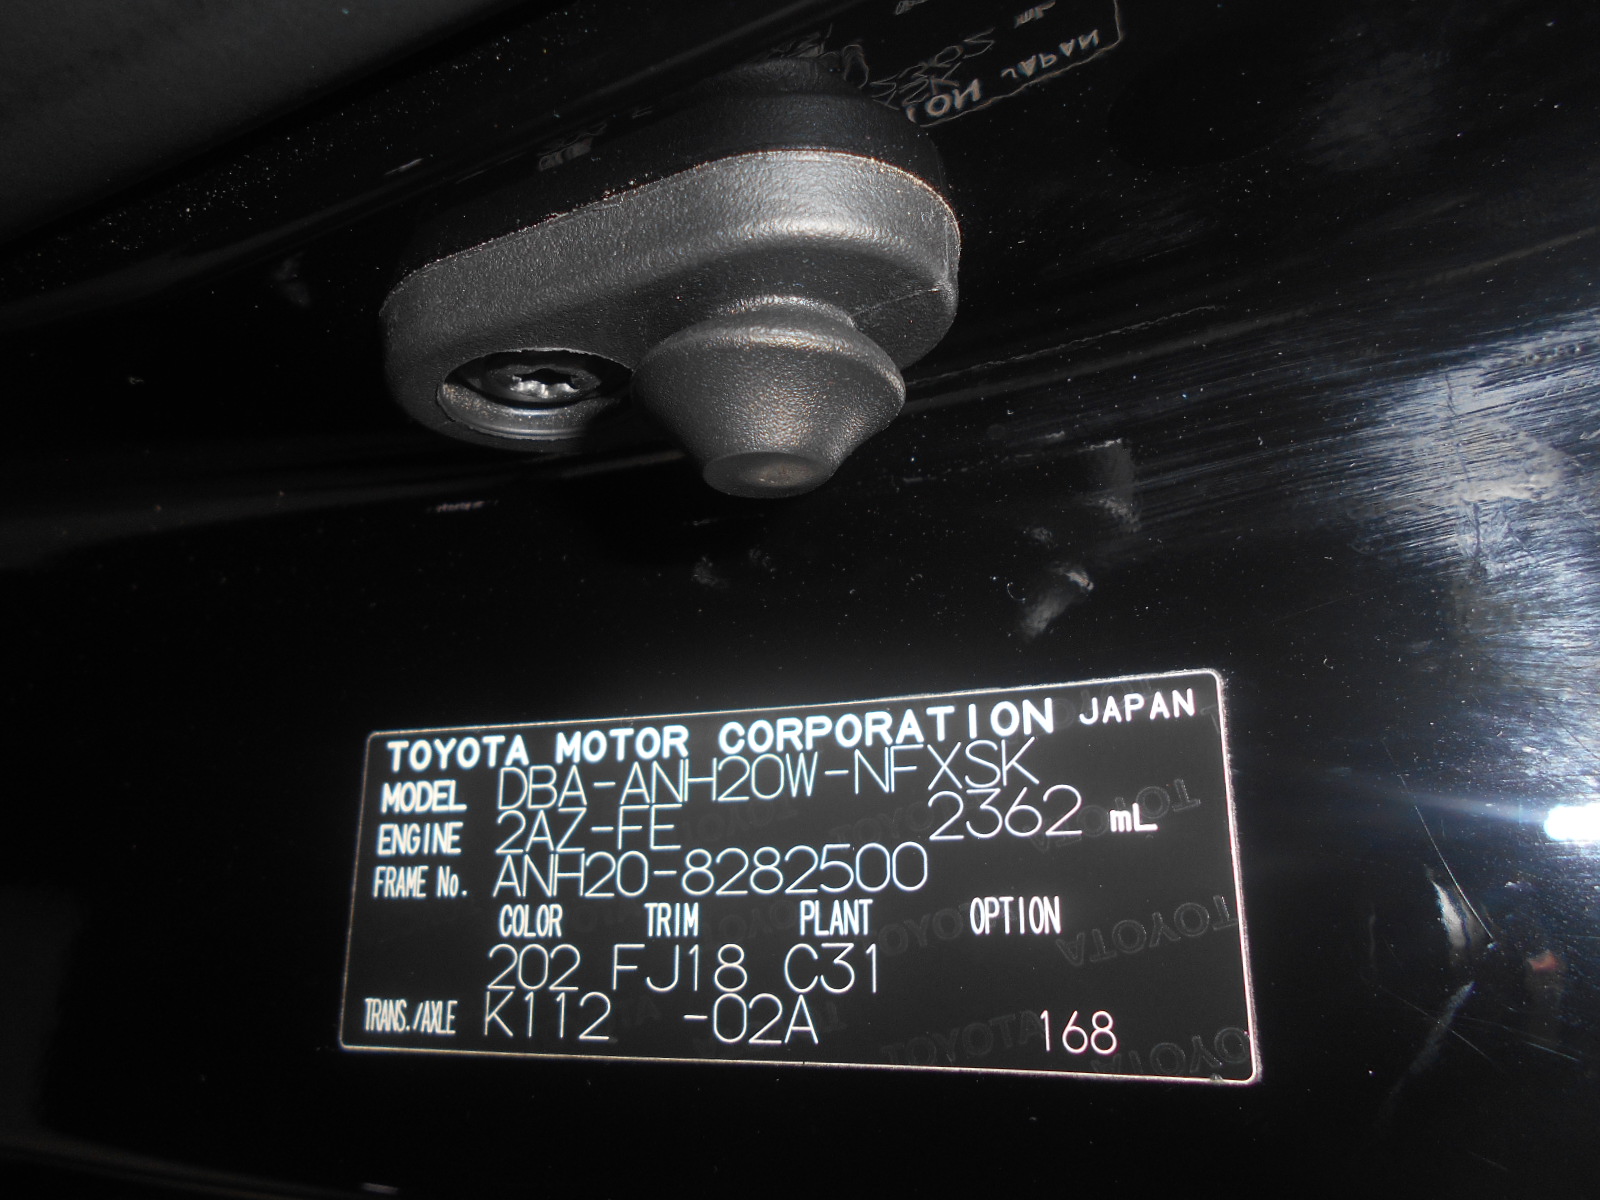 TOYOTA MOTOR CORPORATION JAPAN
MODEL DBA-ANH20W-NFXSK
ENGINE 2AZ-FE 2362 mL
FRAME No. ANH20-8282500
COLOR TRIM PLANT OPTION
202 FJ18 C31
TRANS./AXLE K112 -02A 168